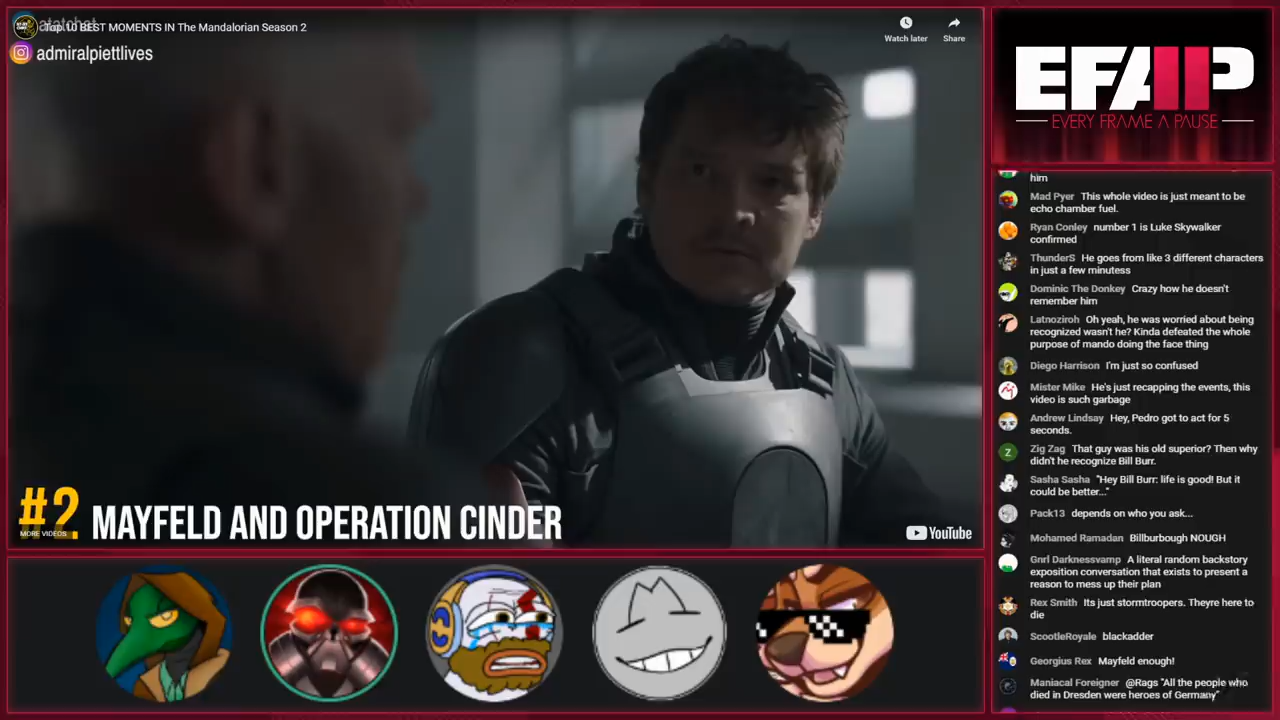 Top 10 BEST MOMENTS IN The Mandalorian Season 2
admiralpiettlives
Watch later
Share
#2
MORE VIDEOS
MAYFELD AND OPERATION CINDER
YouTube
EFAP
EVERY FRAME A PAUSE
him
Mad Pyer This whole video is just meant to be
echo chamber fuel.
Ryan Conley number 1 is Luke Skywalker
confirmed
ThunderS He goes from like 3 different characters
in just a few minutess
Dominic The Donkey Crazy how he doesn't
remember him
Latnoziroh Oh yeah, he was worried about being
recognized wasn't he? Kinda defeated the whole
purpose of mando doing the face thing
Diego Harrison I'm just so confused
Mister Mike He's just recapping the events, this
video is such garbage
Andrew Lindsay Hey, Pedro got to act for 5
seconds.
Z
Zig Zag That guy was his old superior? Then why
didn't he recognize Bill Burr.
Sasha Sasha "Hey Bill Burr: life is good! But it
could be better..."
Pack13 depends on who you ask...
Mohamed Ramadan Billburbough NOUGH
Gnrl Darknessvamp A literal random backstory
exposition conversation that exists to present a
reason to mess up their plan
Rex Smith Its just stormtroopers. Theyre here to
die
ScootleRoyale blackadder
Georgius Rex Mayfeld enough!
Maniacal Foreigner @Rags "All the people who
died in Dresden were heroes of Germany"